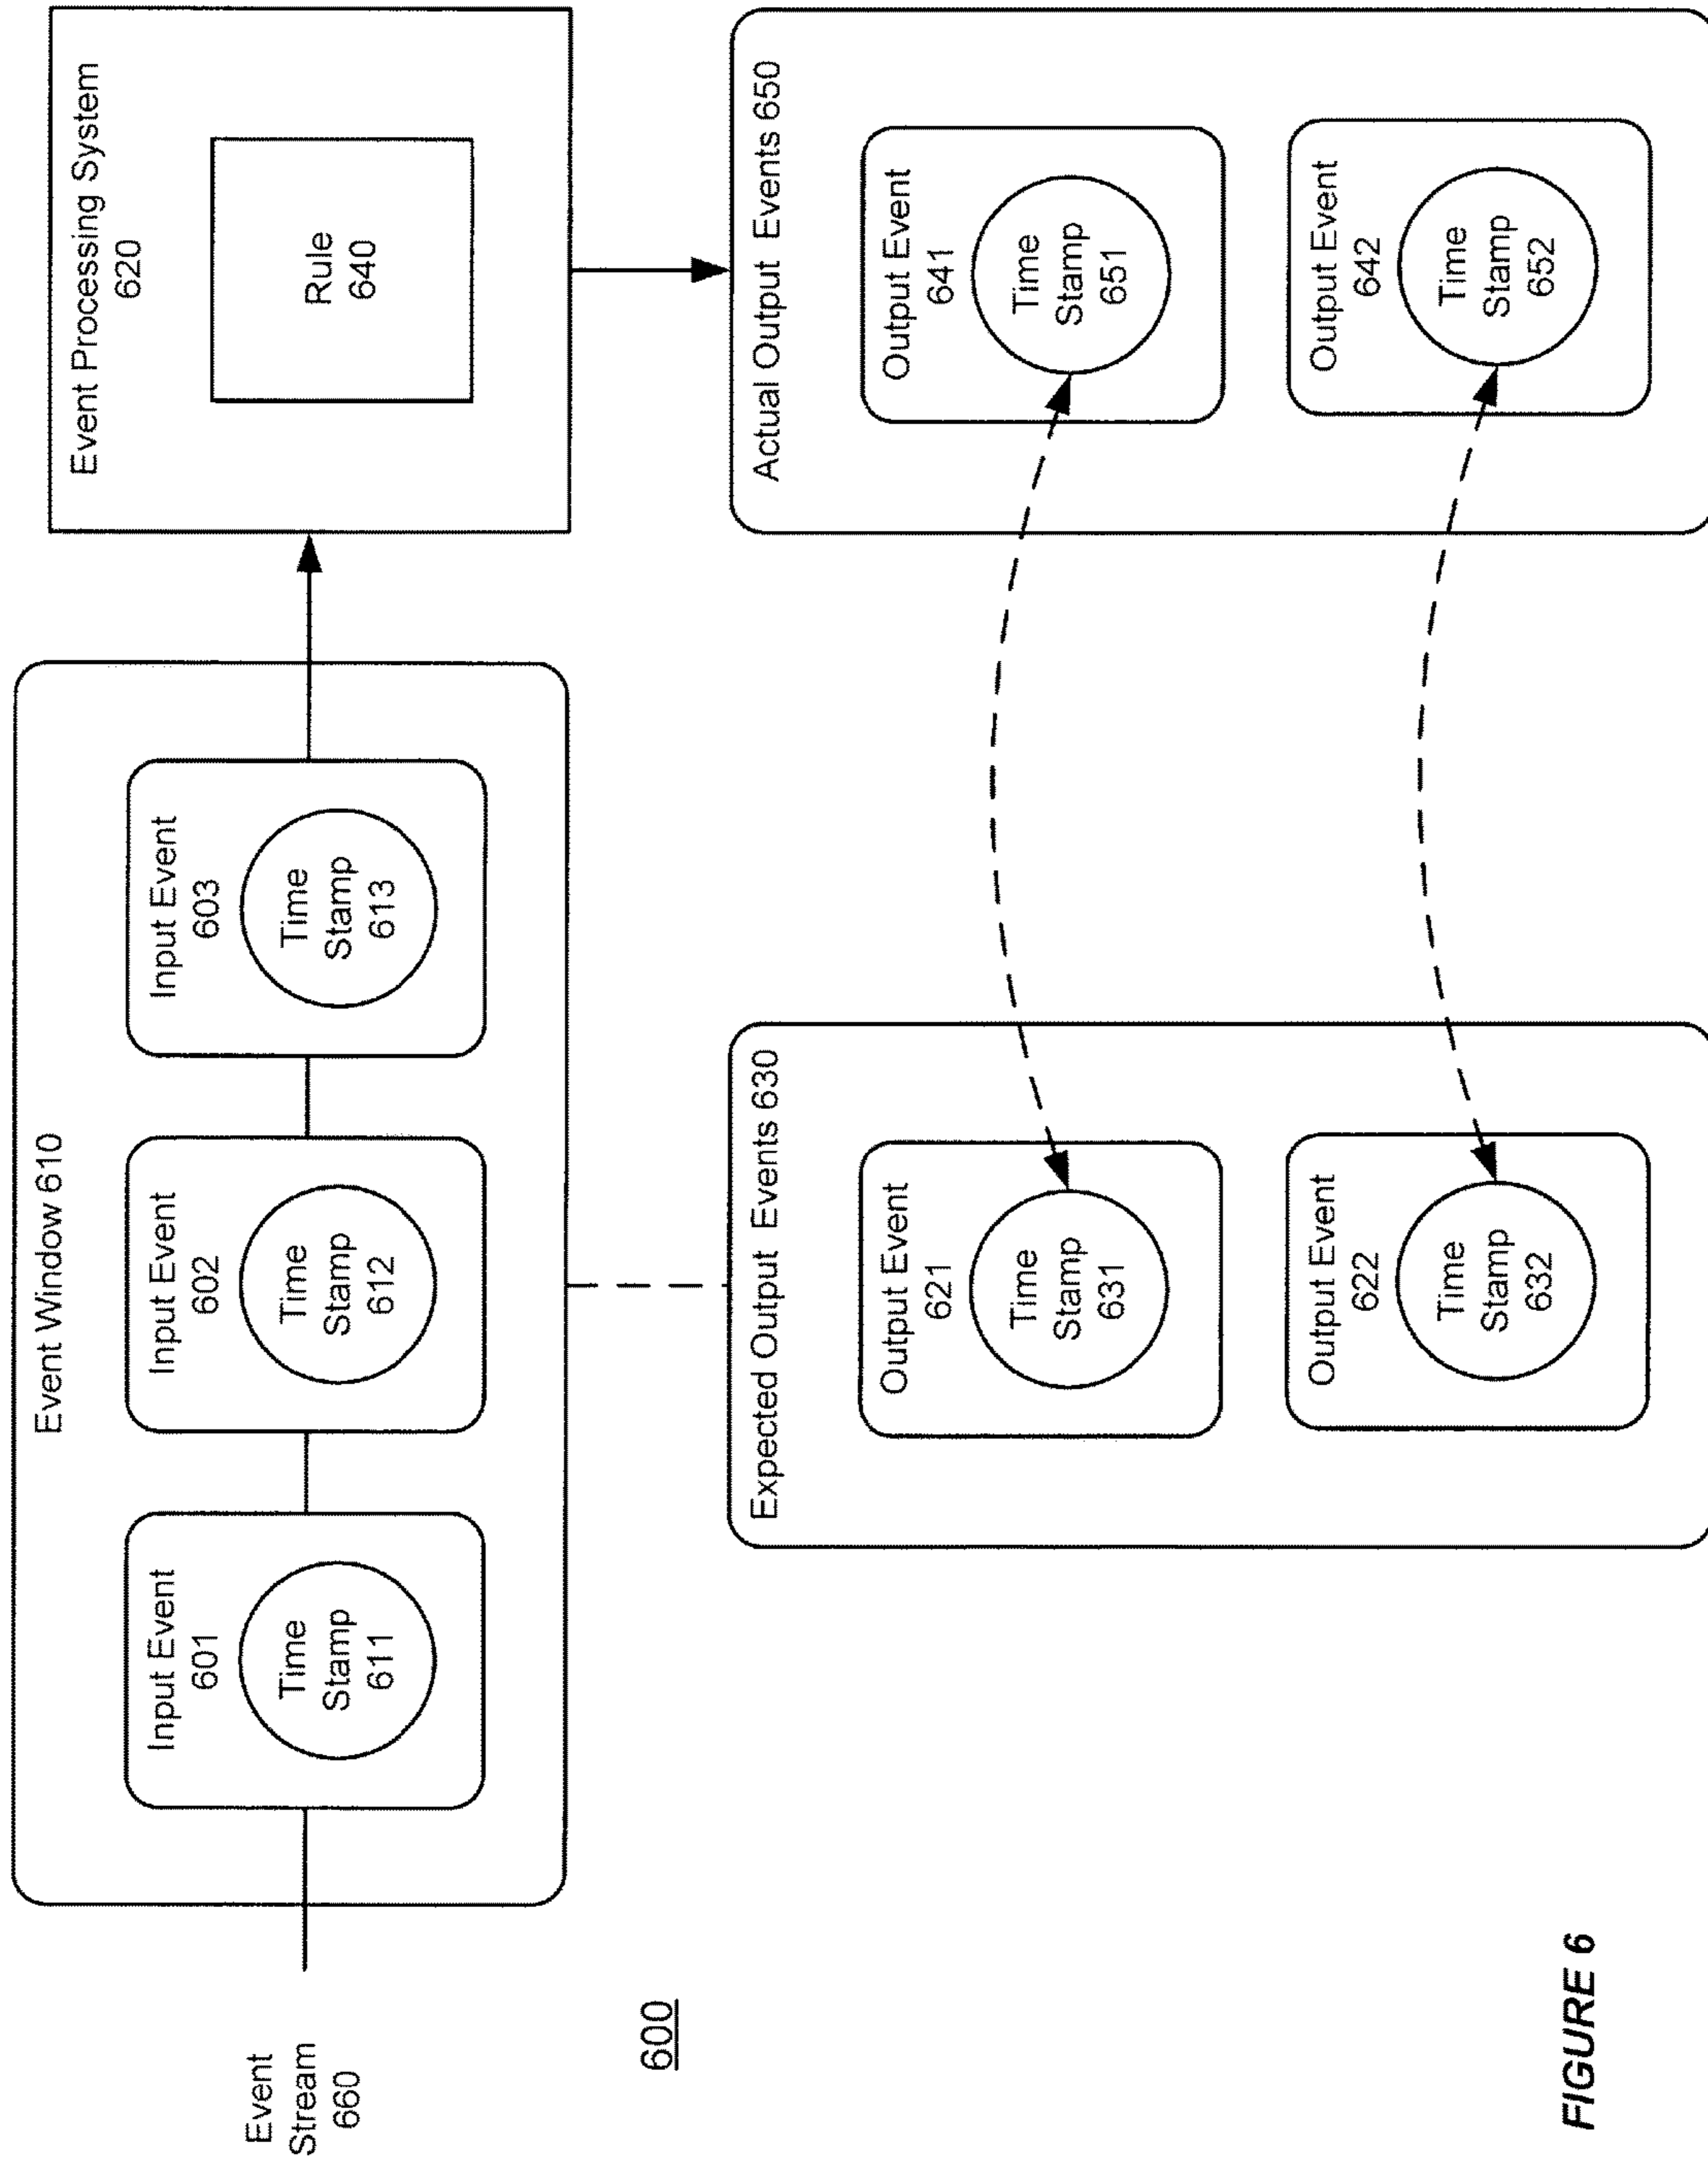 Event
Stream
660
Event Window 610
Input Event
601
Time
Stamp
611
Input Event
602
Time
Stamp
612
Input Event
603
Time
Stamp
613
Event Processing System
620
Rule
640
600
Expected Output Events 630
Output Event
621
Time
Stamp
631
Output Event
622
Time
Stamp
632
Actual Output Events 650
Output Event
641
Time
Stamp
651
Output Event
642
Time
Stamp
652
FIGURE 6